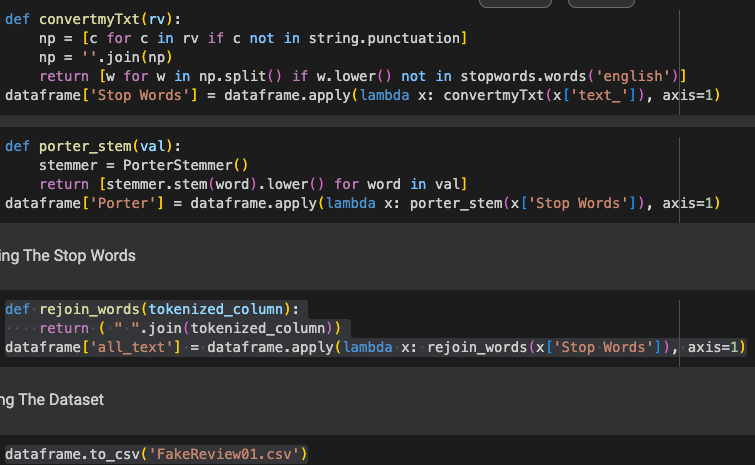 def convertmyTxt(rv):
    np = [c for c in rv if c not in string.punctuation]
    np = ''.join(np)
    return [w for w in np.split() if w.lower() not in stopwords.words('english')]
dataframe['Stop Words'] = dataframe.apply(lambda x: convertmyTxt(x['text_']), axis=1)
def porter_stem(val):
    stemmer = PorterStemmer()
    return [stemmer.stem(word).lower() for word in val]
dataframe['Porter'] = dataframe.apply(lambda x: porter_stem(x['Stop Words']), axis=1)
ing The Stop Words
def rejoin_words(tokenized_column):
    return ( " ".join(tokenized_column))
dataframe['all_text'] = dataframe.apply(lambda x: rejoin_words(x['Stop Words']), axis=1)
ng The Dataset
dataframe.to_csv('FakeReview01.csv')